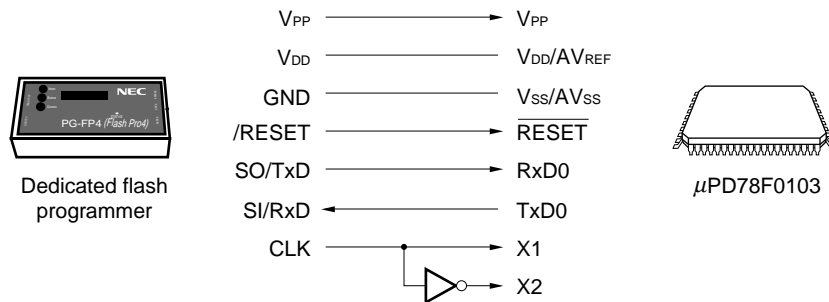 VPP VPP
VDD VDD/AVREF
GND VSS/AVSS
/RESET RESET
SO/TxD RxD0
SI/RxD TxD0
CLK X1
X2
NEC
PG-FP4 (Flash Pro4)
Dedicated flash
programmer
µPD78F0103